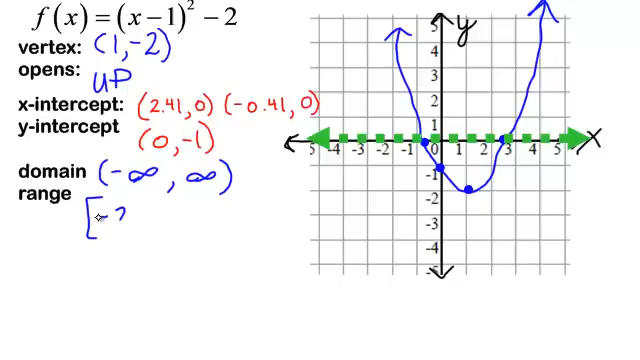 f(x) = (x − 1)² − 2
vertex: (1, -2)
opens: UP
x-intercept: (2.41, 0) (-0.41, 0)
y-intercept (0, -1)
domain (-∞, ∞)
range [-2
y
x
5
4
3
2
1
5 -4 -3 -2 -1 0 1 2 3 4 5
-1
-2
-3
-4
-5